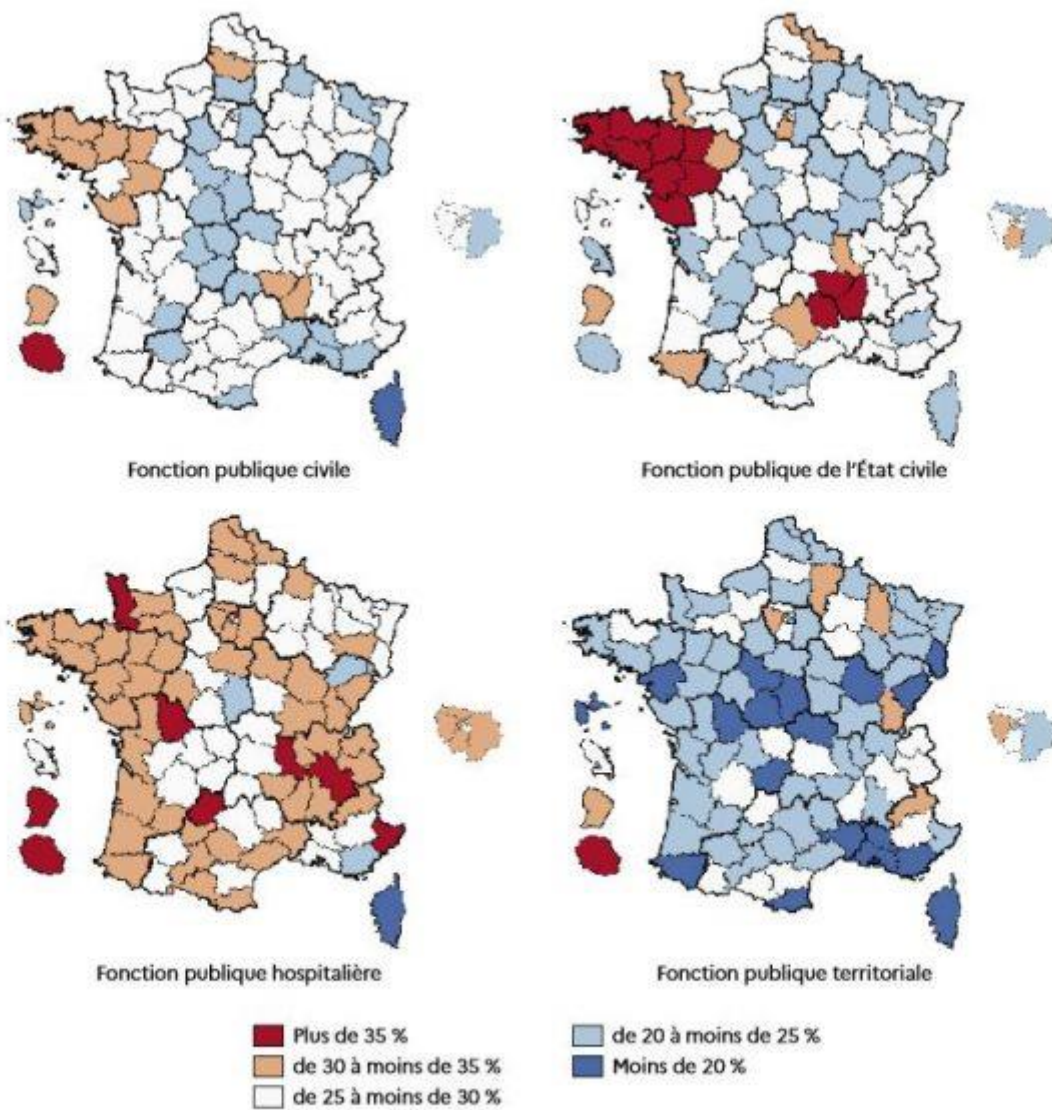 Fonction publique civile
Fonction publique de l'État civile
Fonction publique hospitalière
Fonction publique territoriale
Plus de 35 %
de 30 à moins de 35 %
de 25 à moins de 30 %
de 20 à moins de 25 %
Moins de 20 %